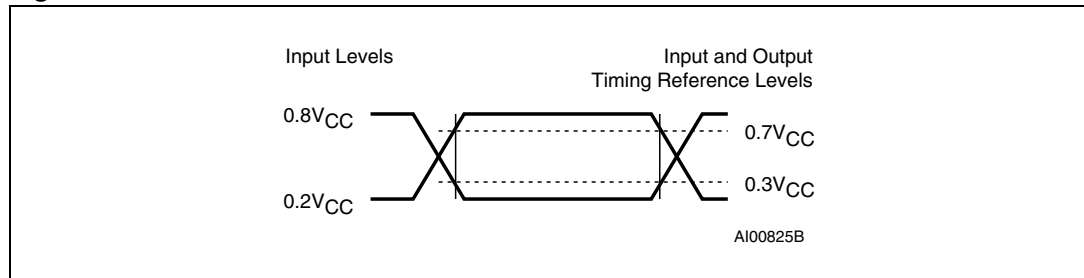 Input Levels
Input and Output
Timing Reference Levels
0.8VCC
0.7VCC
0.3VCC
0.2VCC
AI00825B